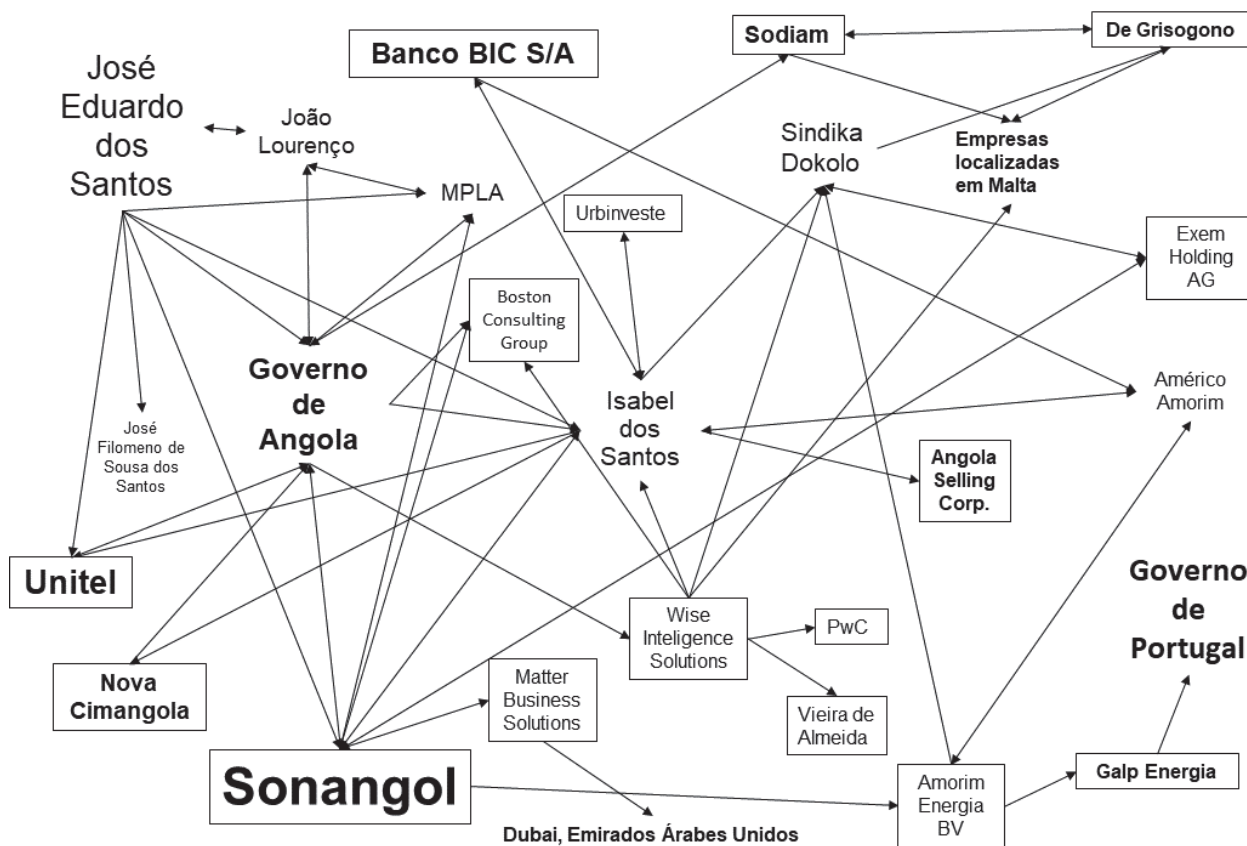 Banco BIC S/A
Sodiam
De Grisogono
José
Eduardo
dos
Santos
João
Lourenço
MPLA
Sindika
Dokolo
Empresas
localizadas
em Malta
Urbinveste
Exem
Holding
AG
Boston
Consulting
Group
Governo
de
Angola
Isabel
dos
Santos
Américo
Amorim
José
Filomeno de
Sousa dos
Santos
Angola
Selling
Corp.
Unitel
Governo
de
Portugal
Wise
Inteligence
Solutions
PwC
Nova
Cimangola
Matter
Business
Solutions
Vieira de
Almeida
Sonangol
Amorim
Energia
BV
Galp Energia
Dubai, Emirados Árabes Unidos